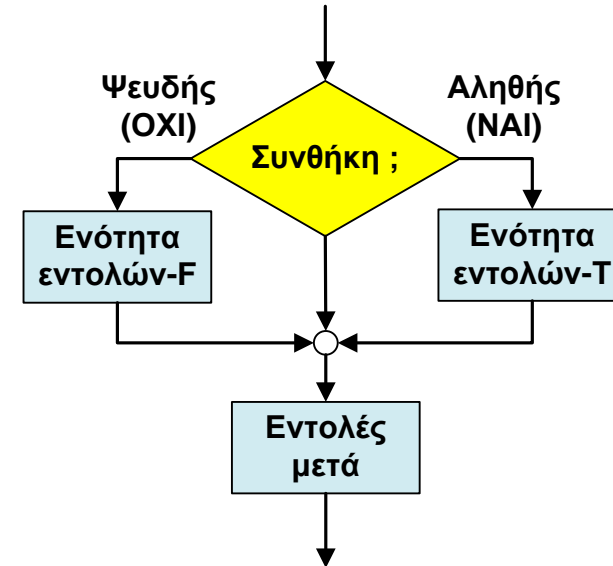 Ψευδής
(ΟΧΙ)
Αληθής
(ΝΑΙ)
Συνθήκη ;
Ενότητα
εντολών-F
Ενότητα
εντολών-T
Εντολές
μετά